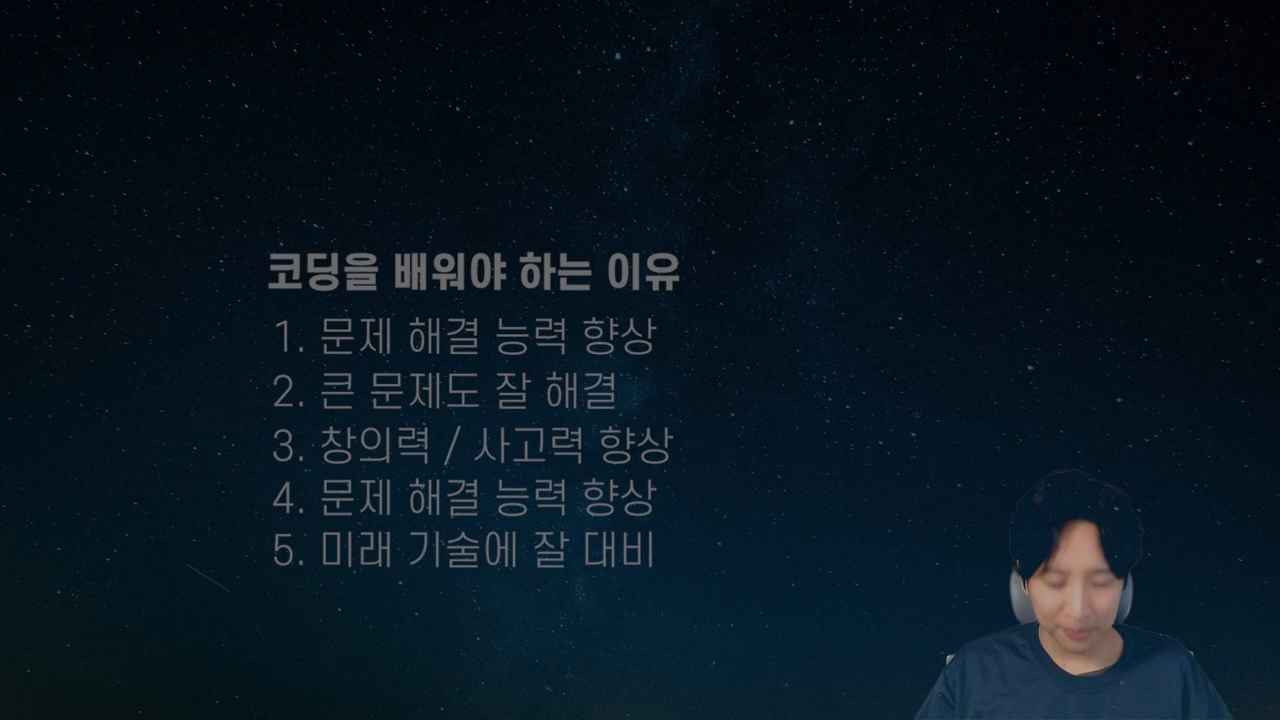 코딩을 배워야 하는 이유
1. 문제 해결 능력 향상
2. 큰 문제도 잘 해결
3. 창의력 / 사고력 향상
4. 문제 해결 능력 향상
5. 미래 기술에 잘 대비